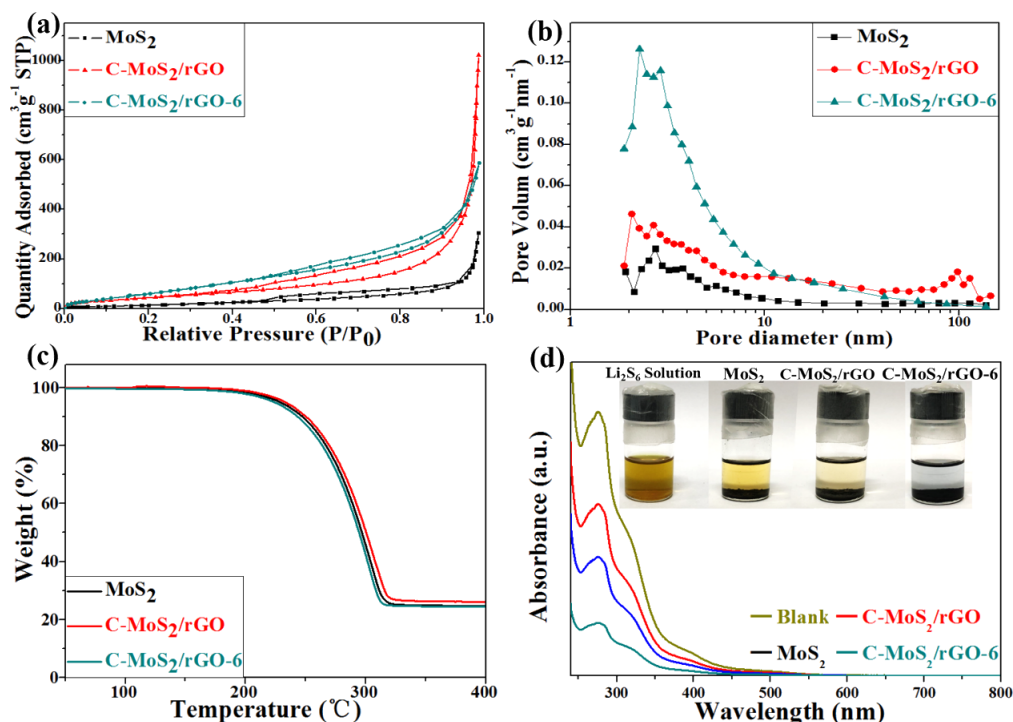 (a)
MoS2
C-MoS2/rGO
C-MoS2/rGO-6
Quantity Adsorbed (cm3g-1 STP)
1000
800
600
400
200
0
0.0 0.2 0.4 0.6 0.8 1.0
Relative Pressure (P/P0)
(b)
MoS2
C-MoS2/rGO
C-MoS2/rGO-6
Pore Volum (cm3 g-1 nm-1)
0.12
0.10
0.08
0.06
0.04
0.02
0.00
1 10 100
Pore diameter (nm)
(c)
Weight (%)
100
80
60
40
20
0
MoS2
C-MoS2/rGO
C-MoS2/rGO-6
100 200 300 400
Temperature (℃)
(d)
Li2S6 Solution MoS2 C-MoS2/rGO C-MoS2/rGO-6
Absorbance (a.u.)
Blank C-MoS2/rGO
MoS2 C-MoS2/rGO-6
300 400 500 600 700 800
Wavelength (nm)